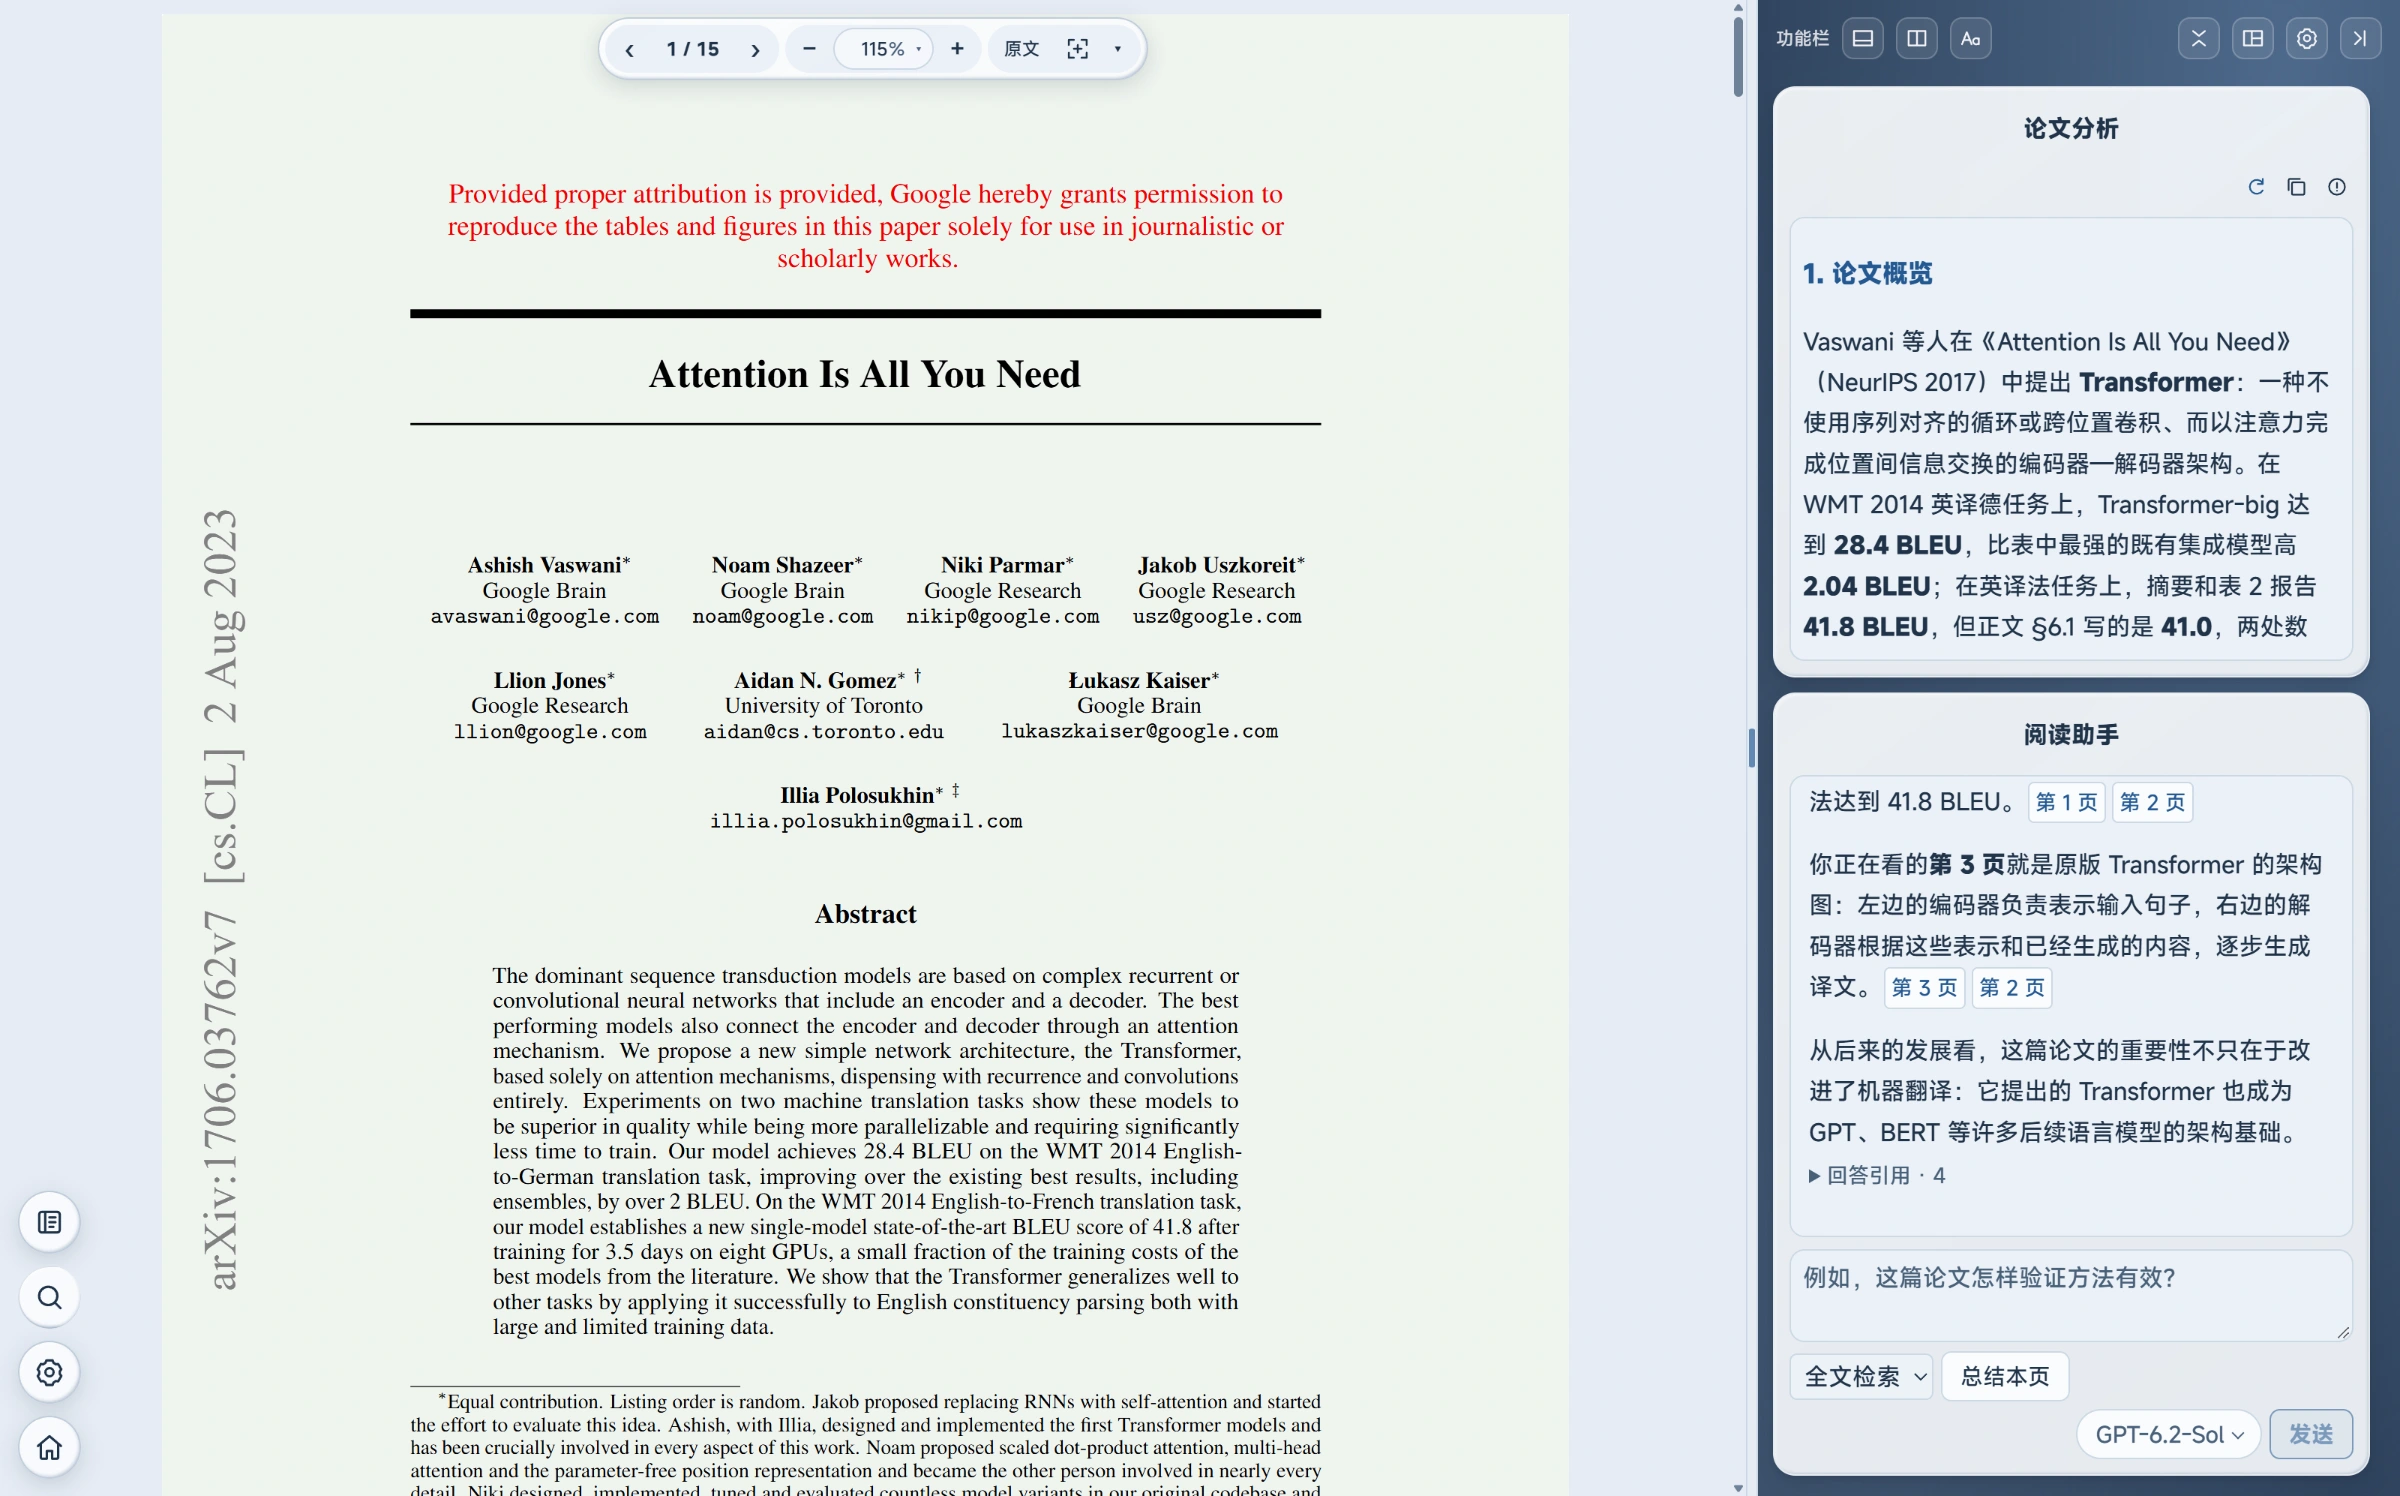 1 / 15
115%
原文
Provided proper attribution is provided, Google hereby grants permission to
reproduce the tables and figures in this paper solely for use in journalistic or
scholarly works.
Attention Is All You Need
Ashish Vaswani*
Google Brain
avaswani@google.com
Noam Shazeer*
Google Brain
noam@google.com
Niki Parmar*
Google Research
nikip@google.com
Jakob Uszkoreit*
Google Research
usz@google.com
Llion Jones*
Google Research
llion@google.com
Aidan N. Gomez* †
University of Toronto
aidan@cs.toronto.edu
Łukasz Kaiser*
Google Brain
lukaszkaiser@google.com
Illia Polosukhin* ‡
illia.polosukhin@gmail.com
arXiv:1706.03762v7 [cs.CL] 2 Aug 2023
Abstract
The dominant sequence transduction models are based on complex recurrent or
convolutional neural networks that include an encoder and a decoder. The best
performing models also connect the encoder and decoder through an attention
mechanism. We propose a new simple network architecture, the Transformer,
based solely on attention mechanisms, dispensing with recurrence and convolutions
entirely. Experiments on two machine translation tasks show these models to
be superior in quality while being more parallelizable and requiring significantly
less time to train. Our model achieves 28.4 BLEU on the WMT 2014 English-
to-German translation task, improving over the existing best results, including
ensembles, by over 2 BLEU. On the WMT 2014 English-to-French translation task,
our model establishes a new single-model state-of-the-art BLEU score of 41.8 after
training for 3.5 days on eight GPUs, a small fraction of the training costs of the
best models from the literature. We show that the Transformer generalizes well to
other tasks by applying it successfully to English constituency parsing both with
large and limited training data.
*Equal contribution. Listing order is random. Jakob proposed replacing RNNs with self-attention and started
the effort to evaluate this idea. Ashish, with Illia, designed and implemented the first Transformer models and
has been crucially involved in every aspect of this work. Noam proposed scaled dot-product attention, multi-head
attention and the parameter-free position representation and became the other person involved in nearly every
detail. Niki designed, implemented, tuned and evaluated countless model variants in our original codebase and
功能栏
Aa
论文分析
1. 论文概览
Vaswani 等人在《Attention Is All You Need》
（NeurIPS 2017）中提出 Transformer：一种不
使用序列对齐的循环或跨位置卷积、而以注意力完
成位置间信息交换的编码器—解码器架构。在
WMT 2014 英译德任务上，Transformer-big 达
到 28.4 BLEU，比表中最强的既有集成模型高
2.04 BLEU；在英译法任务上，摘要和表 2 报告
41.8 BLEU，但正文 §6.1 写的是 41.0，两处数
阅读助手
法达到 41.8 BLEU。 第 1 页 第 2 页
你正在看的第 3 页就是原版 Transformer 的架构
图：左边的编码器负责表示输入句子，右边的解
码器根据这些表示和已经生成的内容，逐步生成
译文。 第 3 页 第 2 页
从后来的发展看，这篇论文的重要性不只在于改
进了机器翻译：它提出的 Transformer 也成为
GPT、BERT 等许多后续语言模型的架构基础。
回答引用 · 4
例如，这篇论文怎样验证方法有效？
全文检索
总结本页
GPT-6.2-Sol
发送